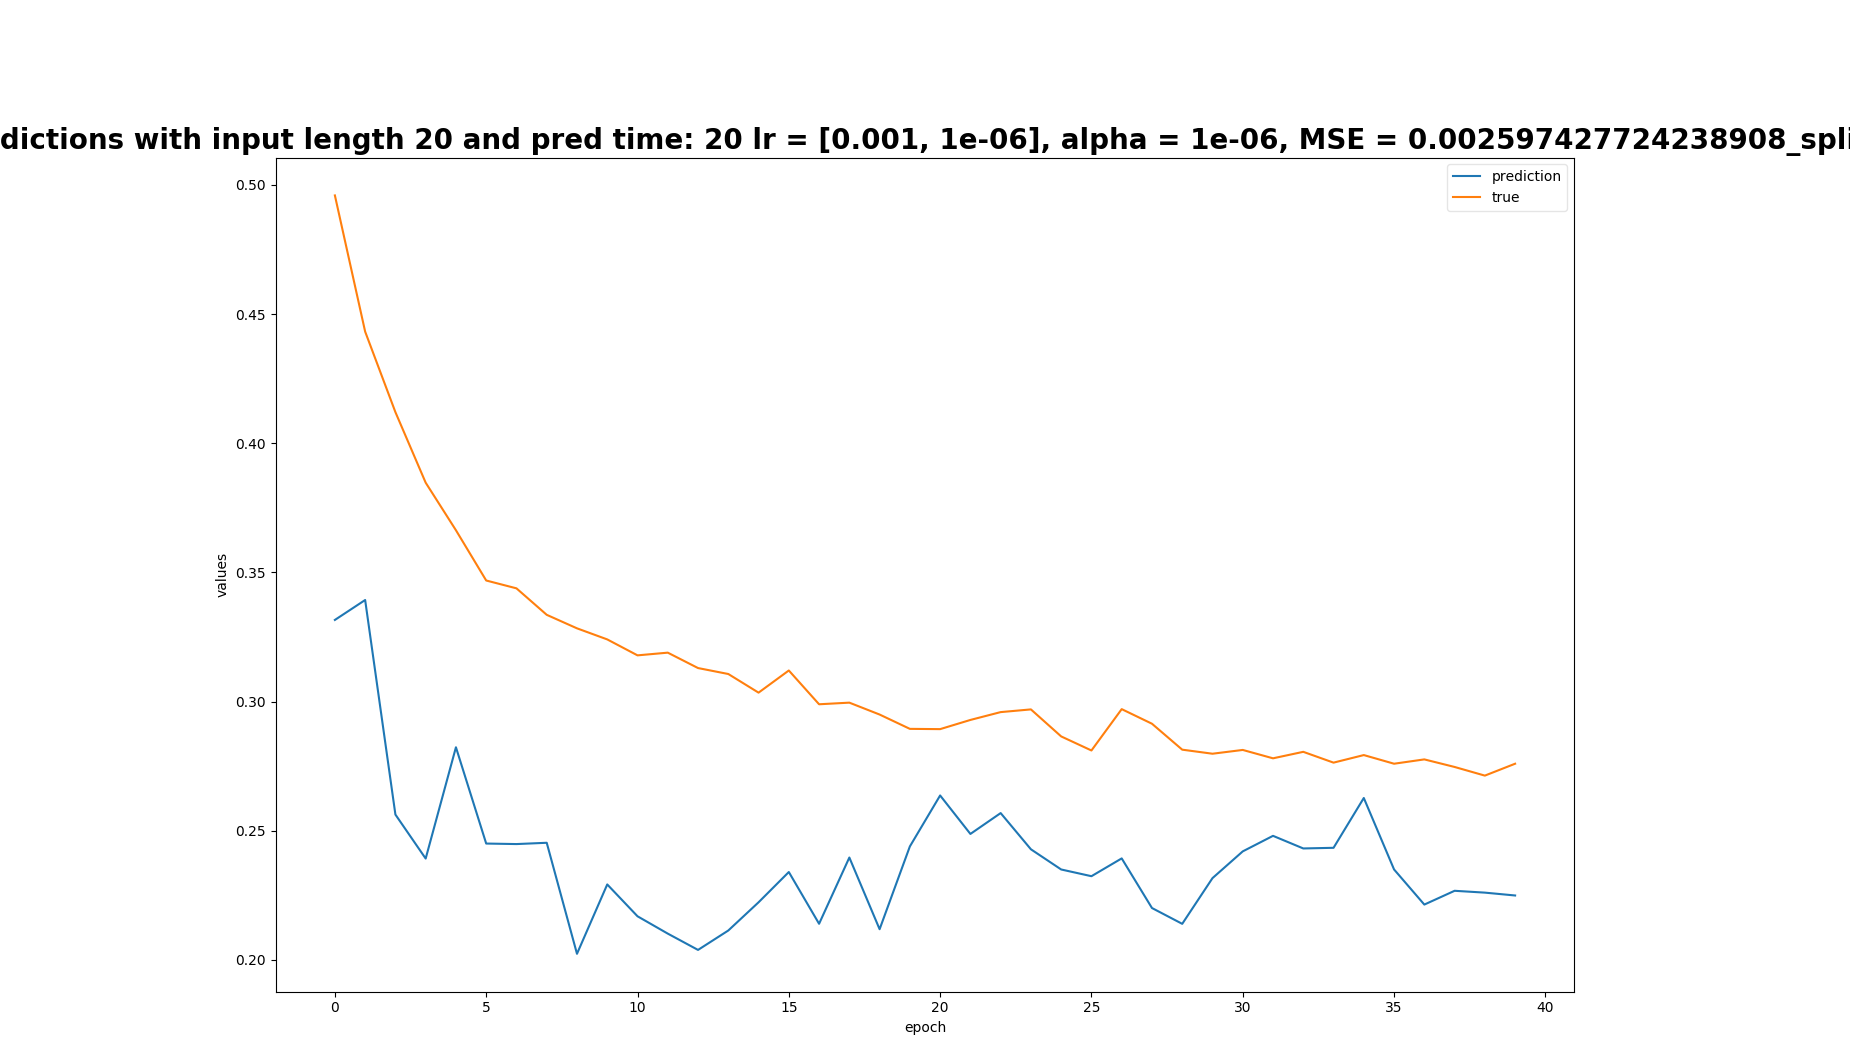 dictions with input length 20 and pred time: 20 lr = [0.001, 1e-06], alpha = 1e-06, MSE = 0.002597427724238908_spli
prediction
true
0.50
0.45
0.40
0.35
0.30
0.25
0.20
values
0 5 10 15 20 25 30 35 40
epoch